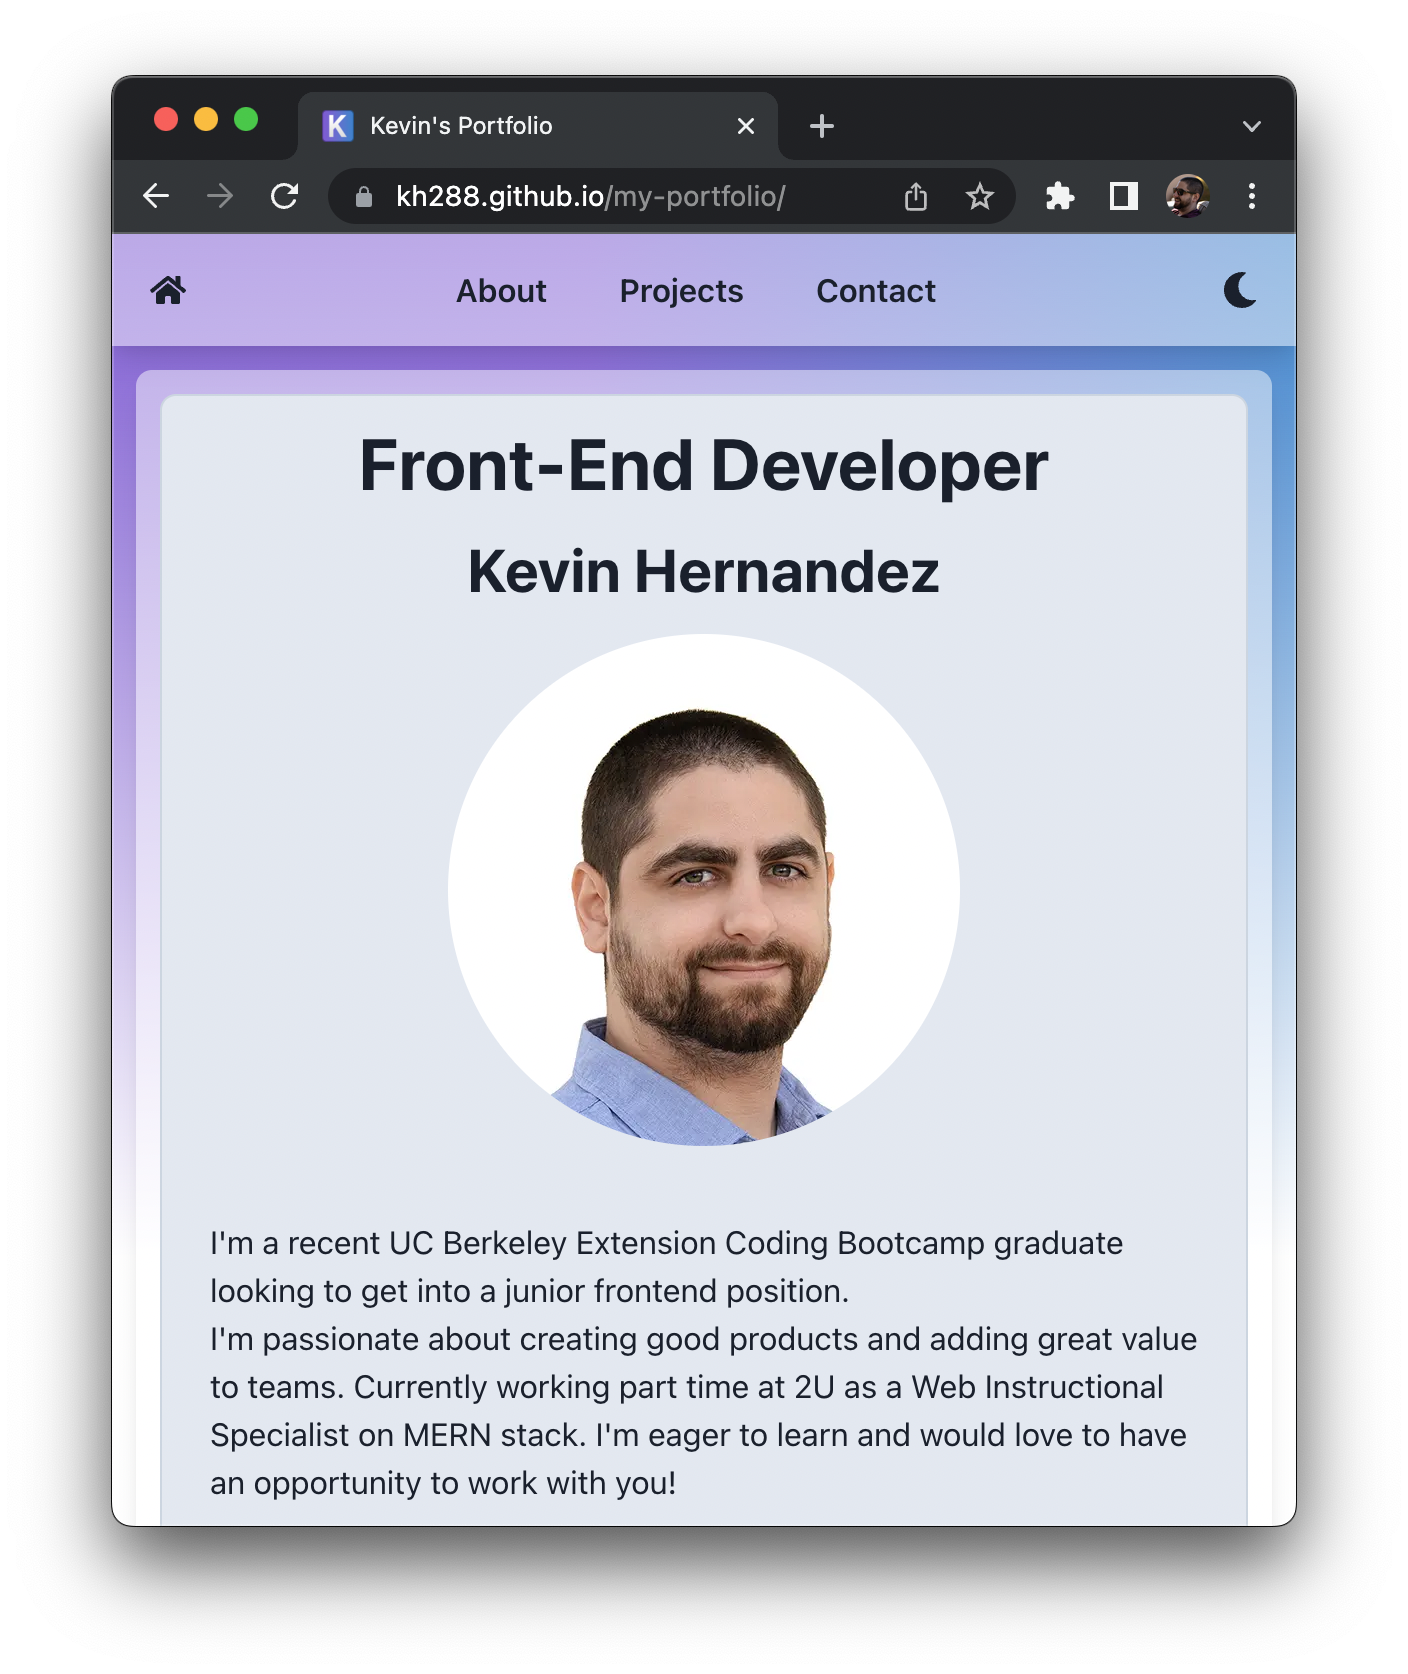 K Kevin's Portfolio
kh288.github.io/my-portfolio/
About Projects Contact
Front-End Developer
Kevin Hernandez
I'm a recent UC Berkeley Extension Coding Bootcamp graduate
looking to get into a junior frontend position.
I'm passionate about creating good products and adding great value
to teams. Currently working part time at 2U as a Web Instructional
Specialist on MERN stack. I'm eager to learn and would love to have
an opportunity to work with you!